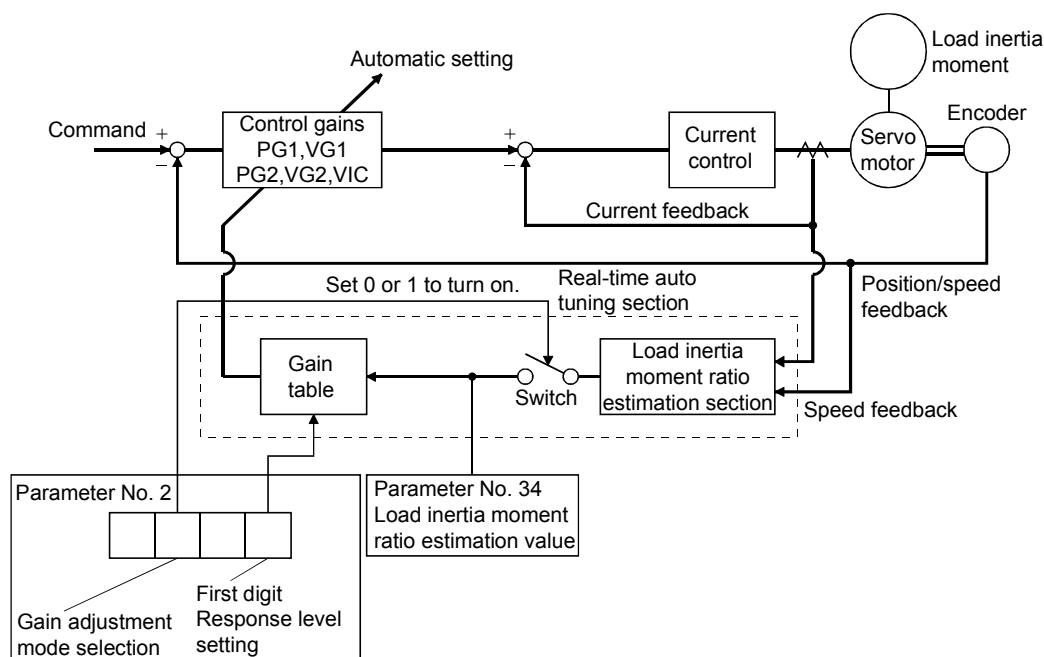 Load inertia
moment
Automatic setting
Encoder
Command
+
−
Control gains
PG1,VG1
PG2,VG2,VIC
+
−
Current
control
Servo
motor
Current feedback
Set 0 or 1 to turn on.
Real-time auto
tuning section
Position/speed
feedback
Gain
table
Switch
Load inertia
moment ratio
estimation section
Speed feedback
Parameter No. 2
Parameter No. 34
Load inertia moment
ratio estimation value
Gain adjustment
mode selection
First digit
Response level
setting